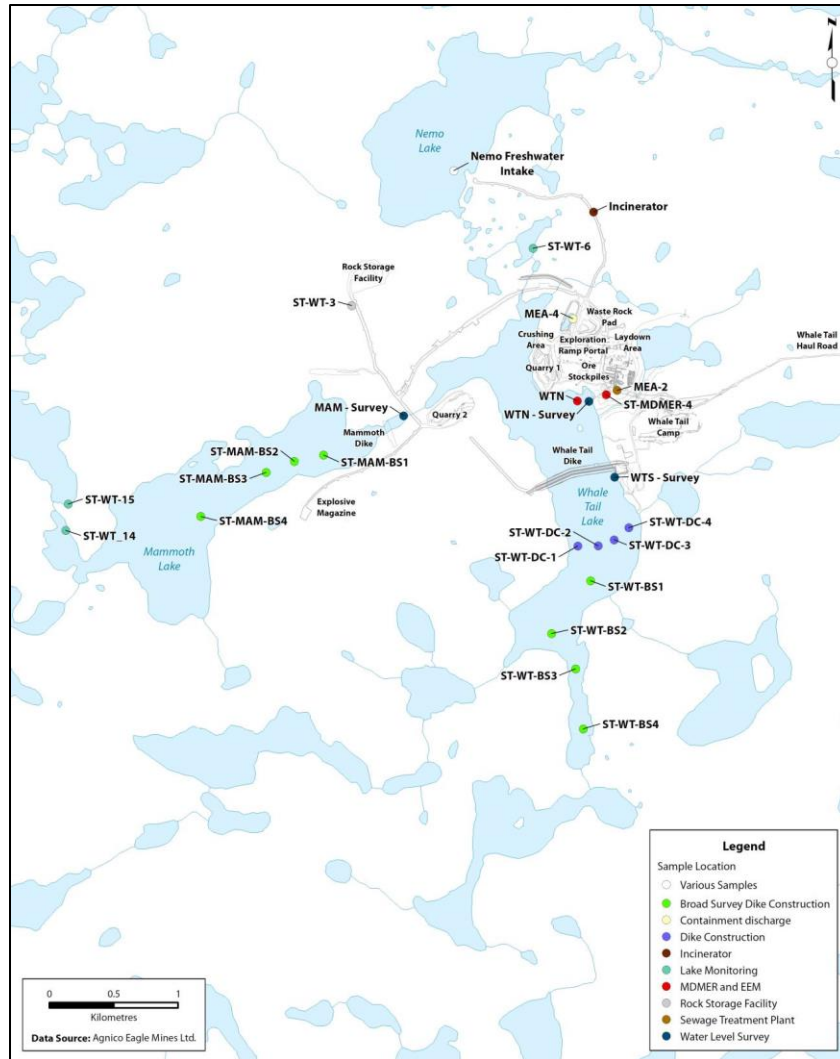 N
Nemo
Lake
Nemo Freshwater
Intake
Incinerator
ST-WT-6
Rock Storage
Facility
ST-WT-3
MEA-4
Waste Rock
Pad
Crushing
Area
Exploration
Ramp Portal
Laydown
Area
Whale Tail
Haul Road
Quarry 1
Ore
Stockpiles
MEA-2
WTN
ST-MDMER-4
MAM - Survey
Quarry 2
WTN - Survey
Whale Tail
Camp
Mammoth
Dike
ST-MAM-BS2
ST-MAM-BS1
Whale Tail
Dike
ST-MAM-BS3
WTS - Survey
ST-WT-15
Explosive
Magazine
Whale
Tail
Lake
ST-MAM-BS4
ST-WT_14
ST-WT-DC-4
ST-WT-DC-2
ST-WT-DC-3
Mammoth
Lake
ST-WT-DC-1
ST-WT-BS1
ST-WT-BS2
ST-WT-BS3
ST-WT-BS4
Legend
Sample Location
Various Samples
Broad Survey Dike Construction
Containment discharge
Dike Construction
Incinerator
Lake Monitoring
MDMER and EEM
Rock Storage Facility
Sewage Treatment Plant
Water Level Survey
0 0.5 1
Kilometres
Data Source: Agnico Eagle Mines Ltd.